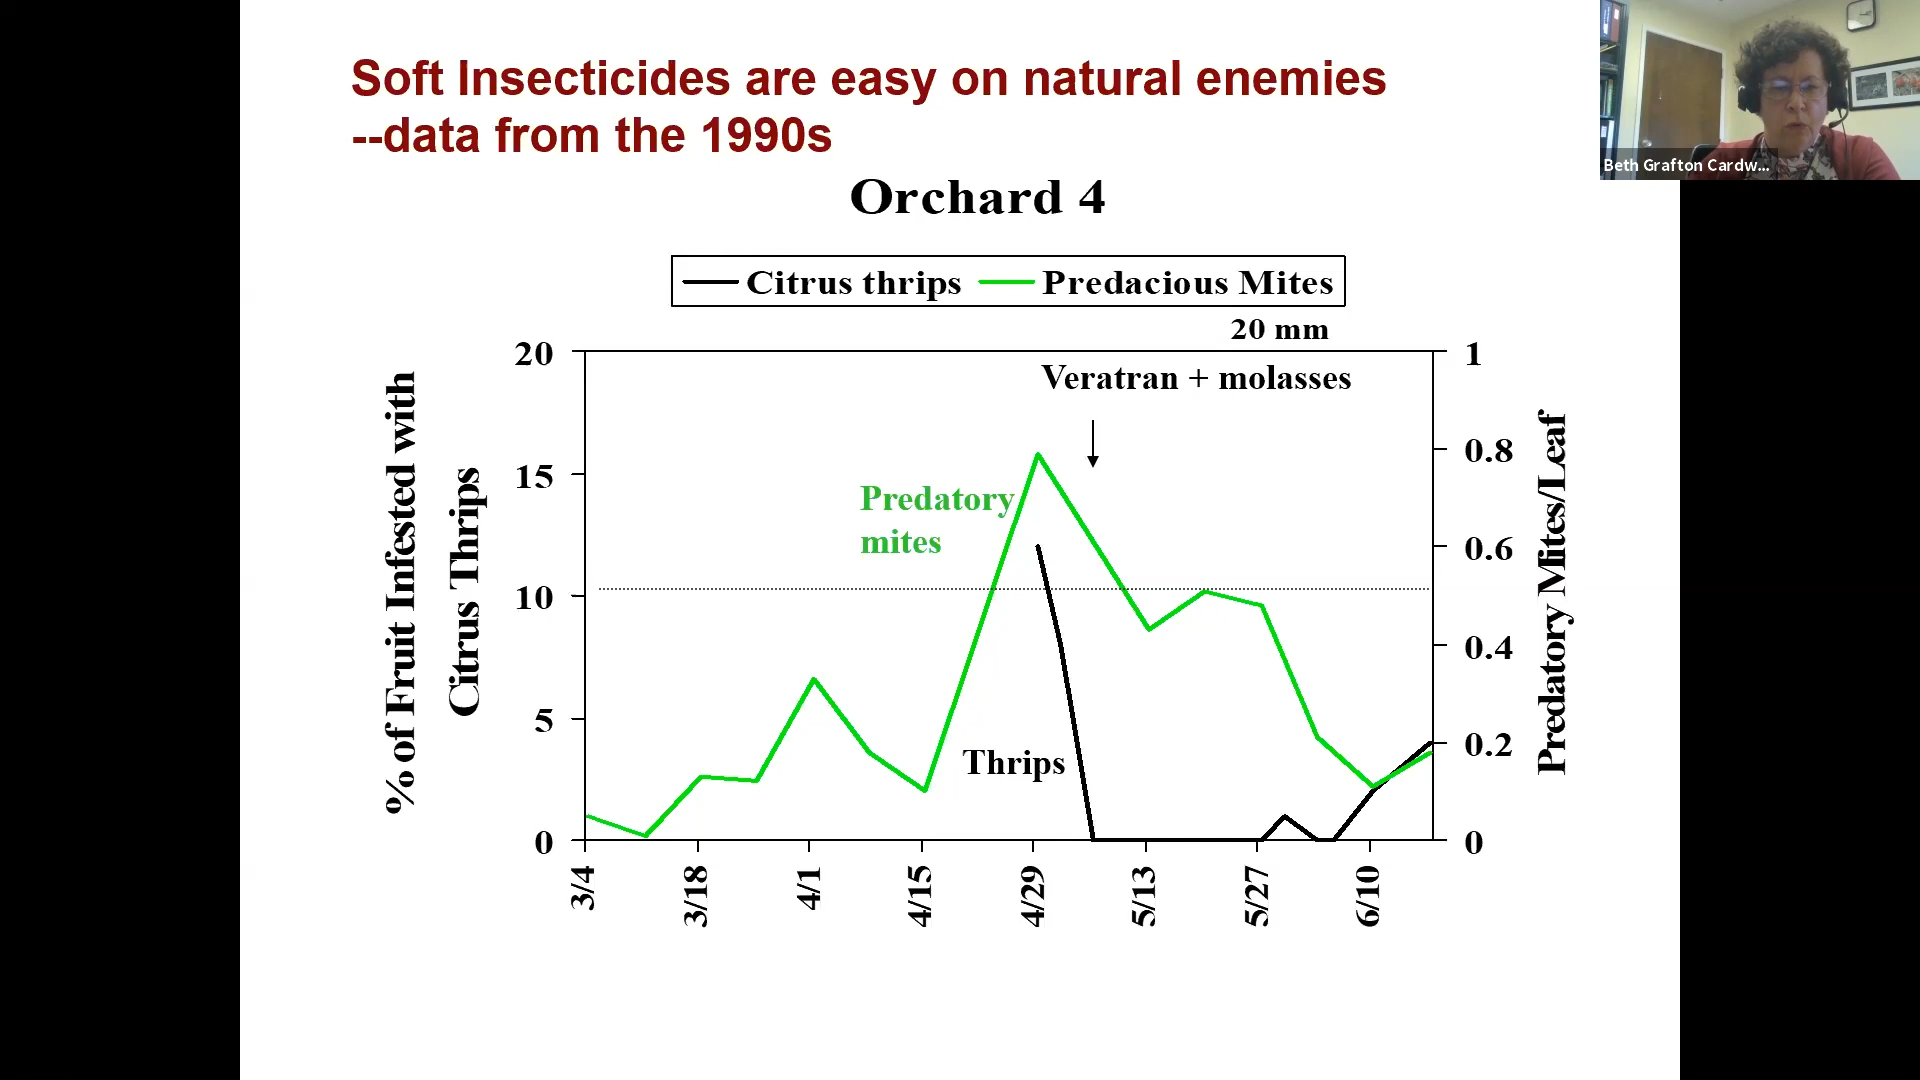 Soft Insecticides are easy on natural enemies
--data from the 1990s
Beth Grafton Cardw...
Orchard 4
Citrus thrips Predacious Mites
20 mm
Veratran + molasses
% of Fruit Infested with
Citrus Thrips
20
15
10
5
0
Predatory
mites
Thrips
1
0.8
0.6
0.4
0.2
0
Predatory Mites/Leaf
3/4 3/18 4/1 4/15 4/29 5/13 5/27 6/10